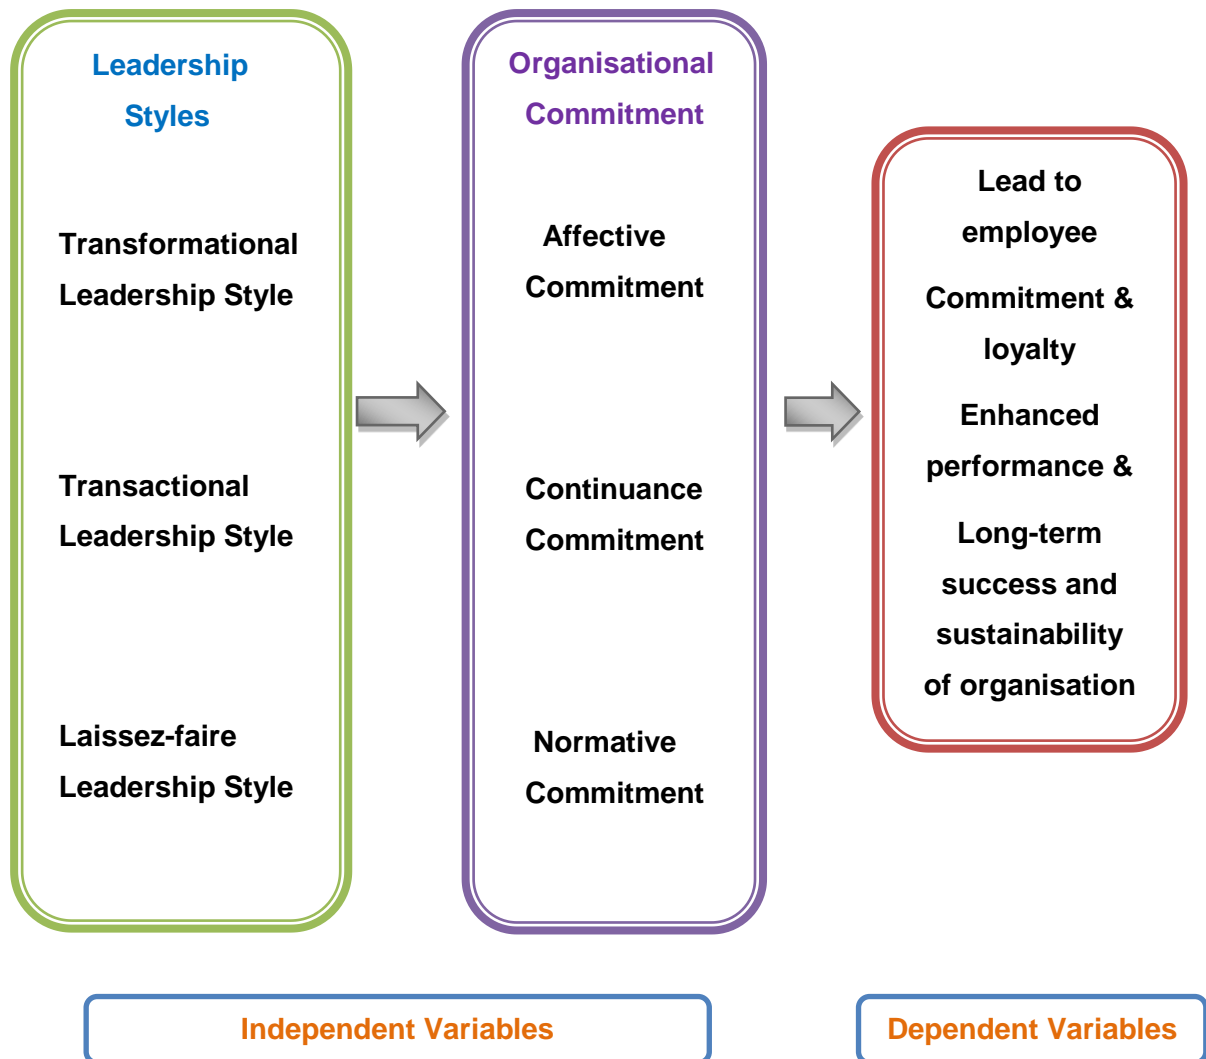 Leadership
Styles
Transformational
Leadership Style
Transactional
Leadership Style
Laissez-faire
Leadership Style
Organisational
Commitment
Affective
Commitment
Continuance
Commitment
Normative
Commitment
Lead to
employee
Commitment &
loyalty
Enhanced
performance &
Long-term
success and
sustainability
of organisation
Independent Variables
Dependent Variables